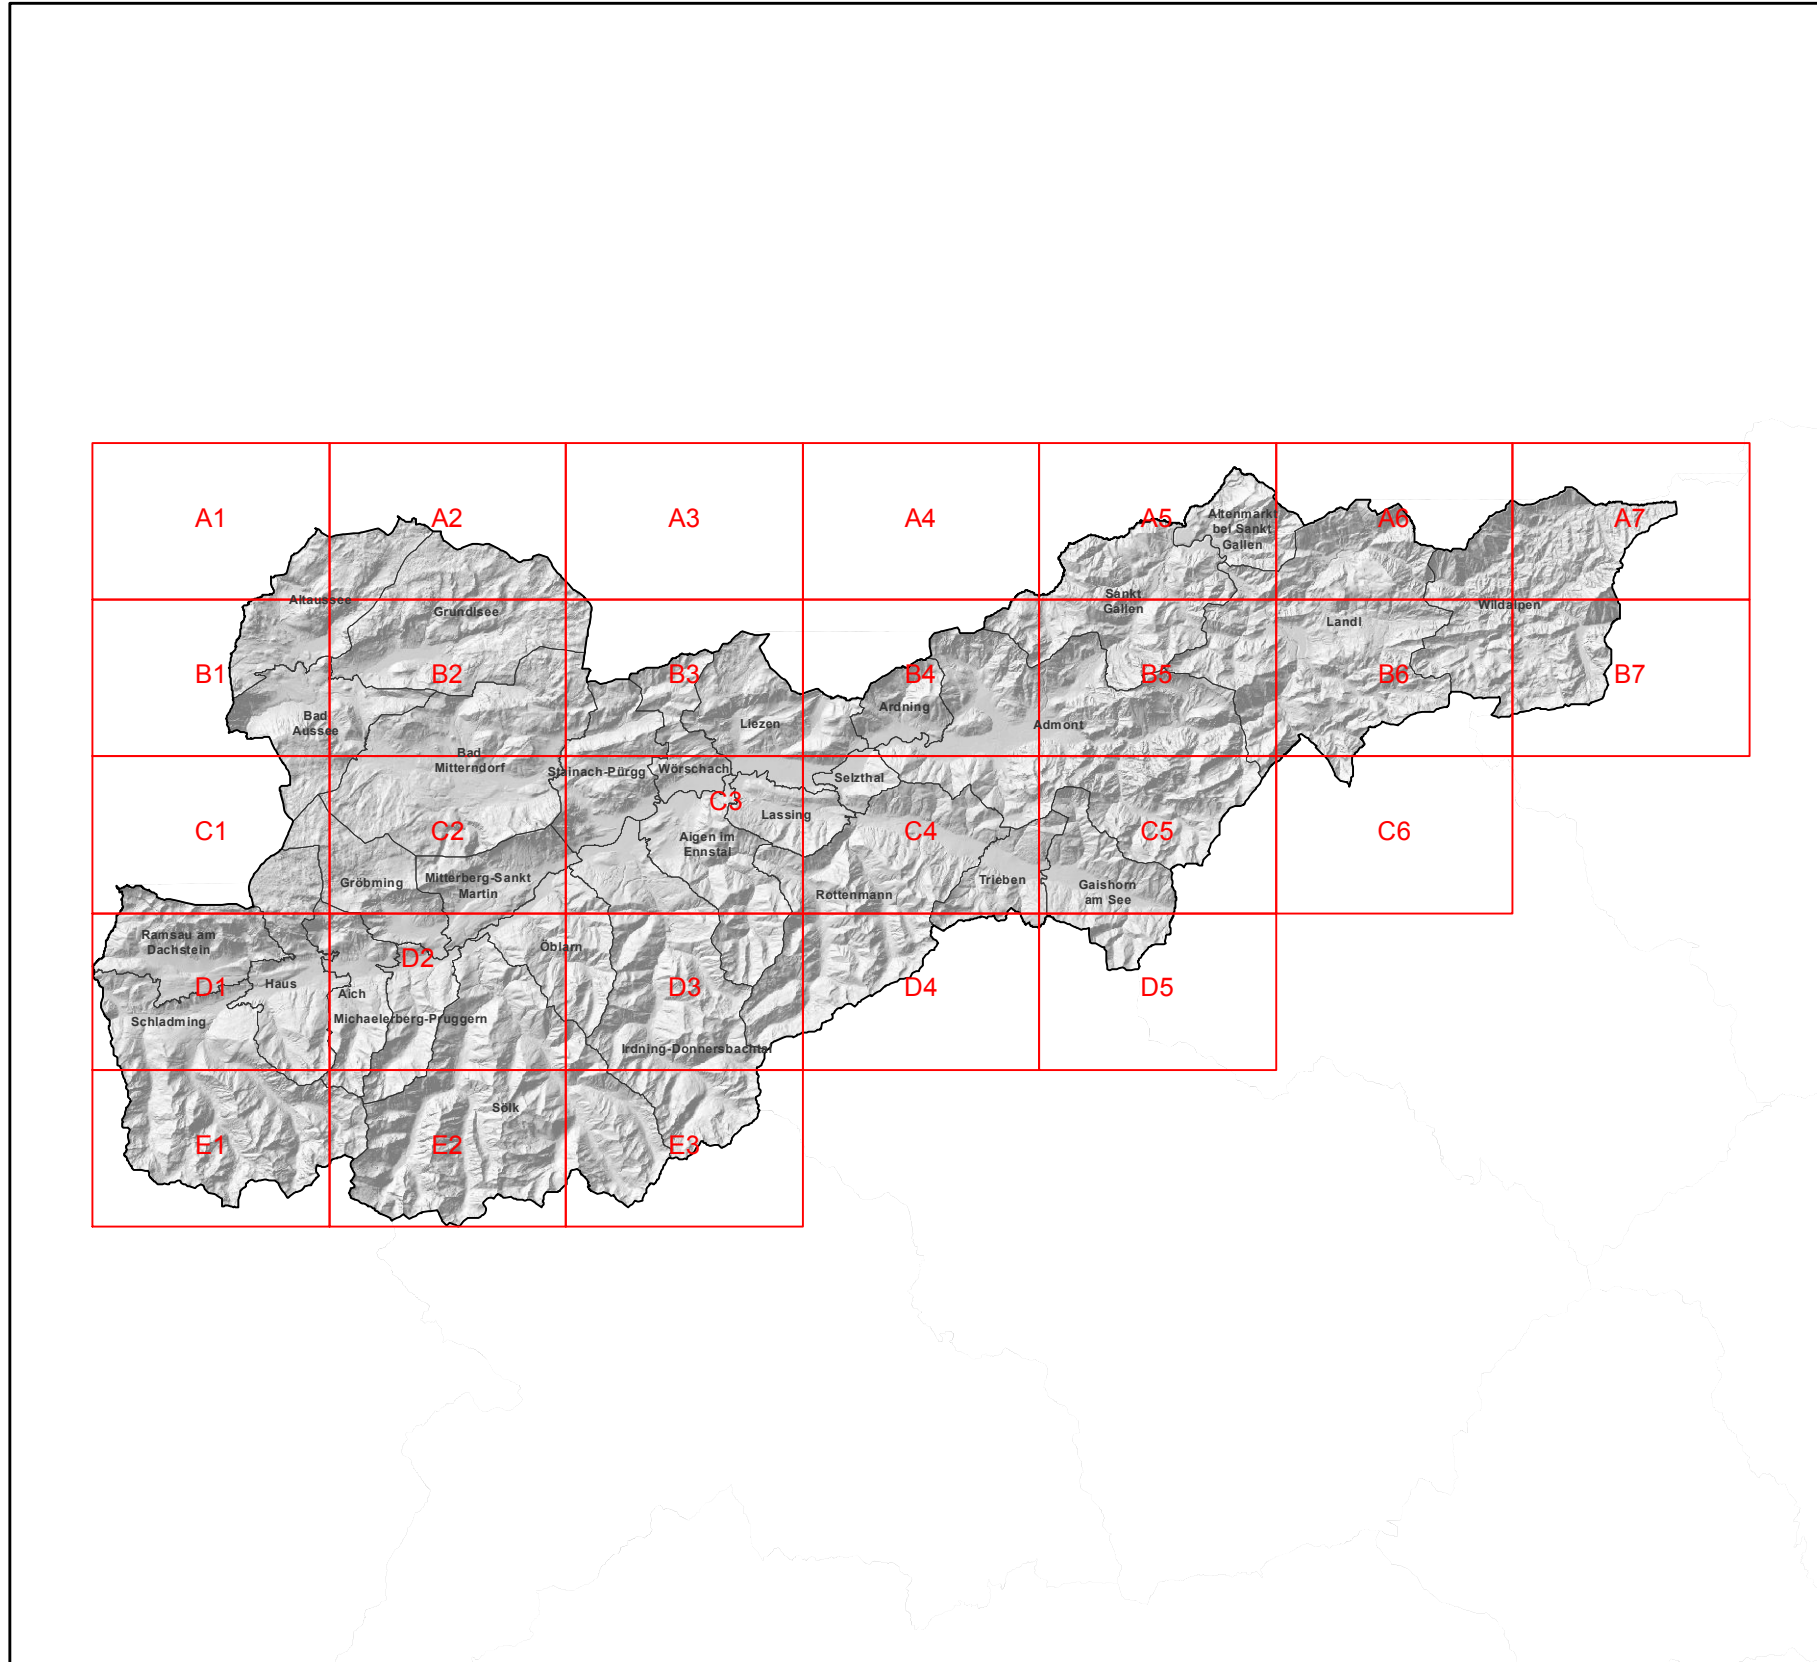 A1
A2
A3
A4
A5
Altenmarkt
bei Sankt
Gallen
A6
A7
Altaussee
Grundlsee
Sankt
Gallen
Landl
Wildalpen
B1
B2
B3
B4
B5
B6
B7
Bad
Aussee
Liezen
Ardning
Admont
Bad
Mitterndorf
Stainach-Pürgg
Wörschach
Selzthal
C1
C2
C3
Lassing
C4
C5
C6
Aigen im
Ennstal
Gröbming
Mitterberg-Sankt
Martin
Rottenmann
Trieben
Gaishorn
am See
Ramsau am
Dachstein
D1
Haus
D2
Öblarn
D3
D4
D5
Aich
Schladming
Michaelerberg-Pruggern
Irdning-Donnersbachtal
Sölk
E1
E2
E3